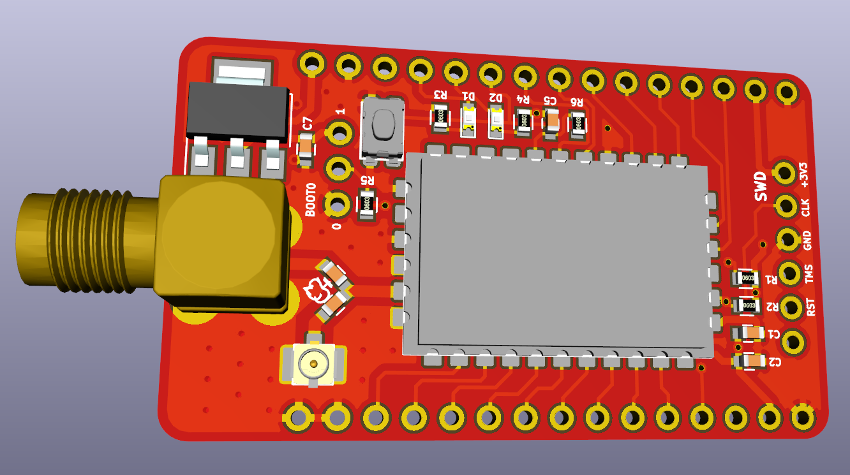 R3
D1
D2
R4
C5
R6
C7
1
R5
BOOT0
0
SWD
+3V3
CLK
GND
TMS
RST
R1
R2
C1
C2